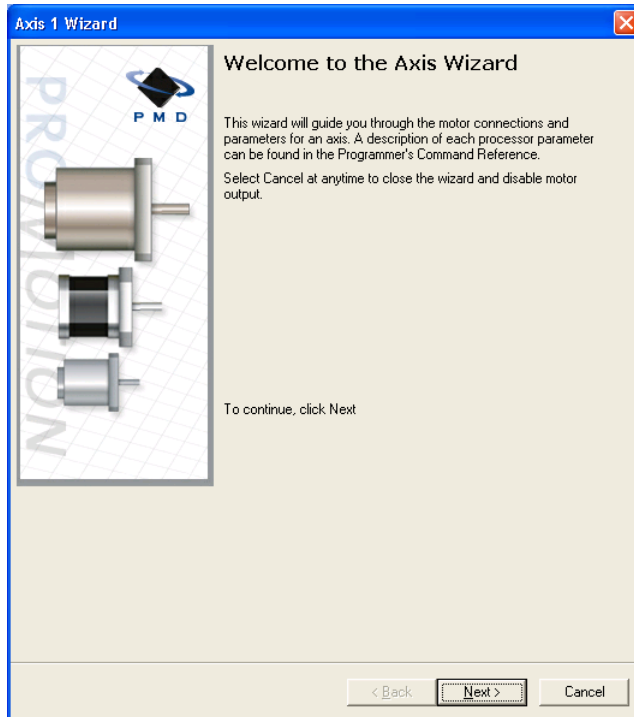 Axis 1 Wizard
PMD
PRO/MOTION
Welcome to the Axis Wizard
This wizard will guide you through the motor connections and
parameters for an axis. A description of each processor parameter
can be found in the Programmer's Command Reference.
Select Cancel at anytime to close the wizard and disable motor
output.
To continue, click Next
< Back
Next >
Cancel